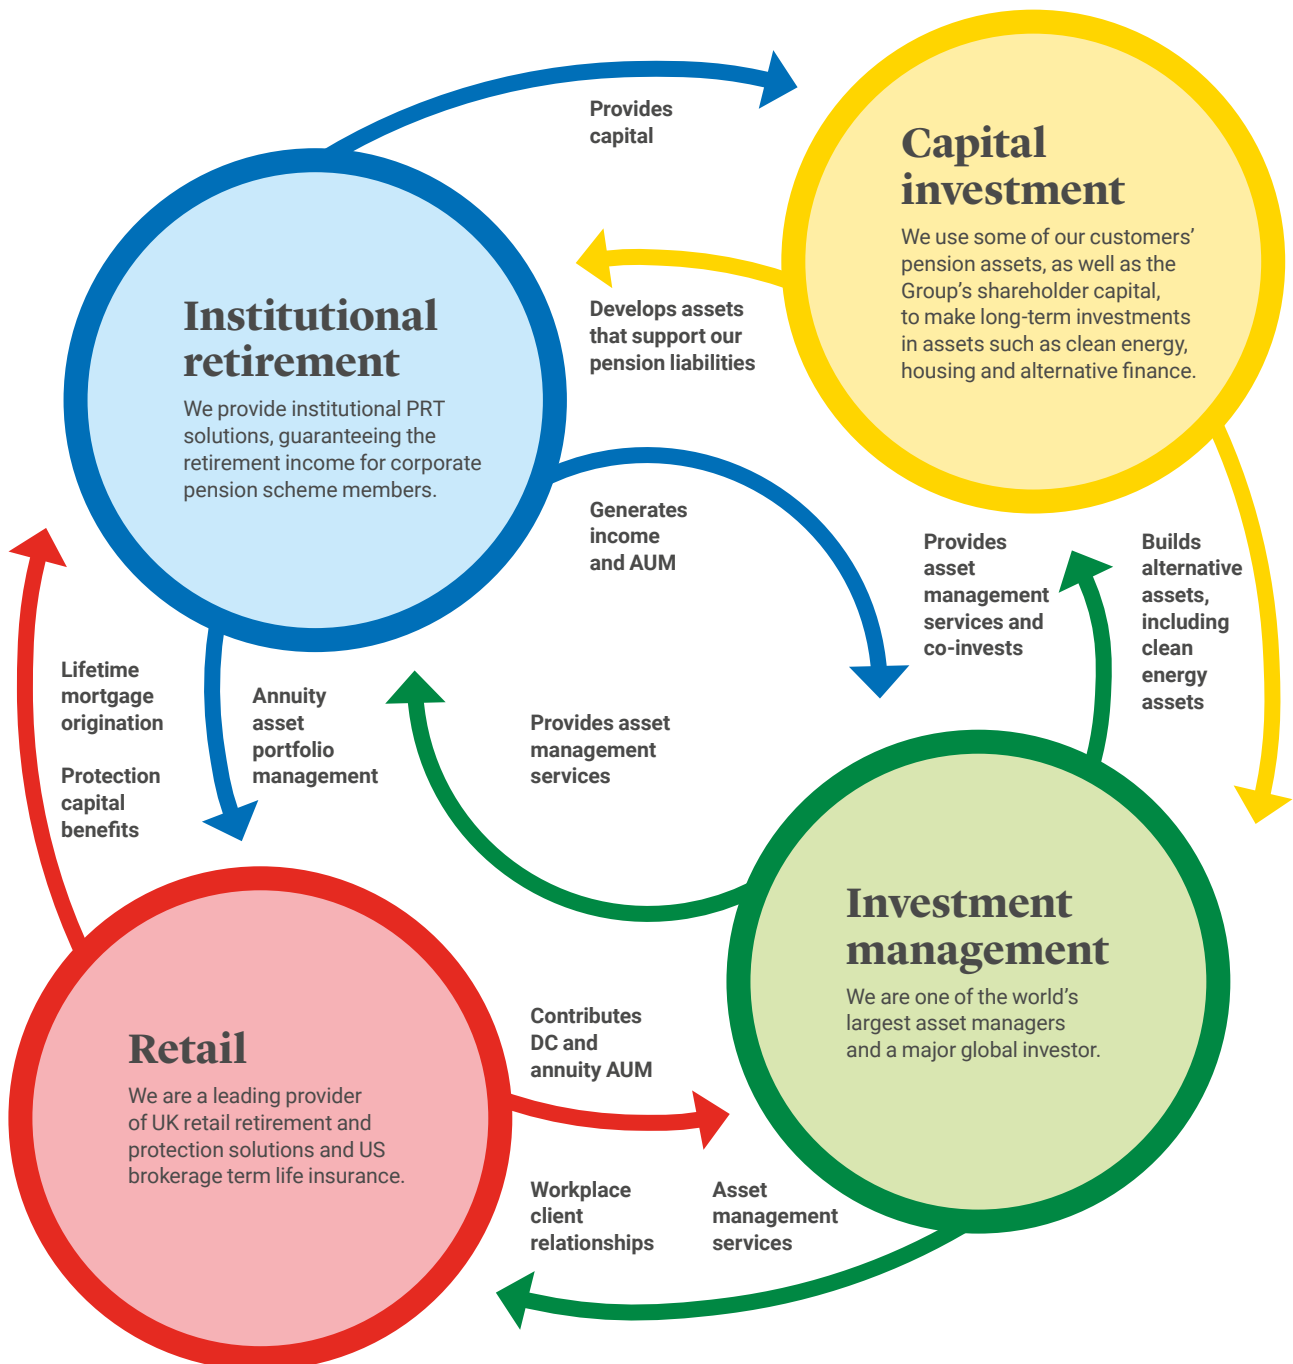 Provides
capital
Capital
investment
We use some of our customers’
pension assets, as well as the
Group’s shareholder capital,
to make long-term investments
in assets such as clean energy,
housing and alternative finance.
Institutional
retirement
We provide institutional PRT
solutions, guaranteeing the
retirement income for corporate
pension scheme members.
Develops assets
that support our
pension liabilities
Generates
income
and AUM
Provides
asset
management
services and
co-invests
Builds
alternative
assets,
including
clean
energy
assets
Lifetime
mortgage
origination
Protection
capital
benefits
Annuity
asset
portfolio
management
Provides asset
management
services
Investment
management
We are one of the world’s
largest asset managers
and a major global investor.
Retail
We are a leading provider
of UK retail retirement and
protection solutions and US
brokerage term life insurance.
Contributes
DC and
annuity AUM
Workplace
client
relationships
Asset
management
services